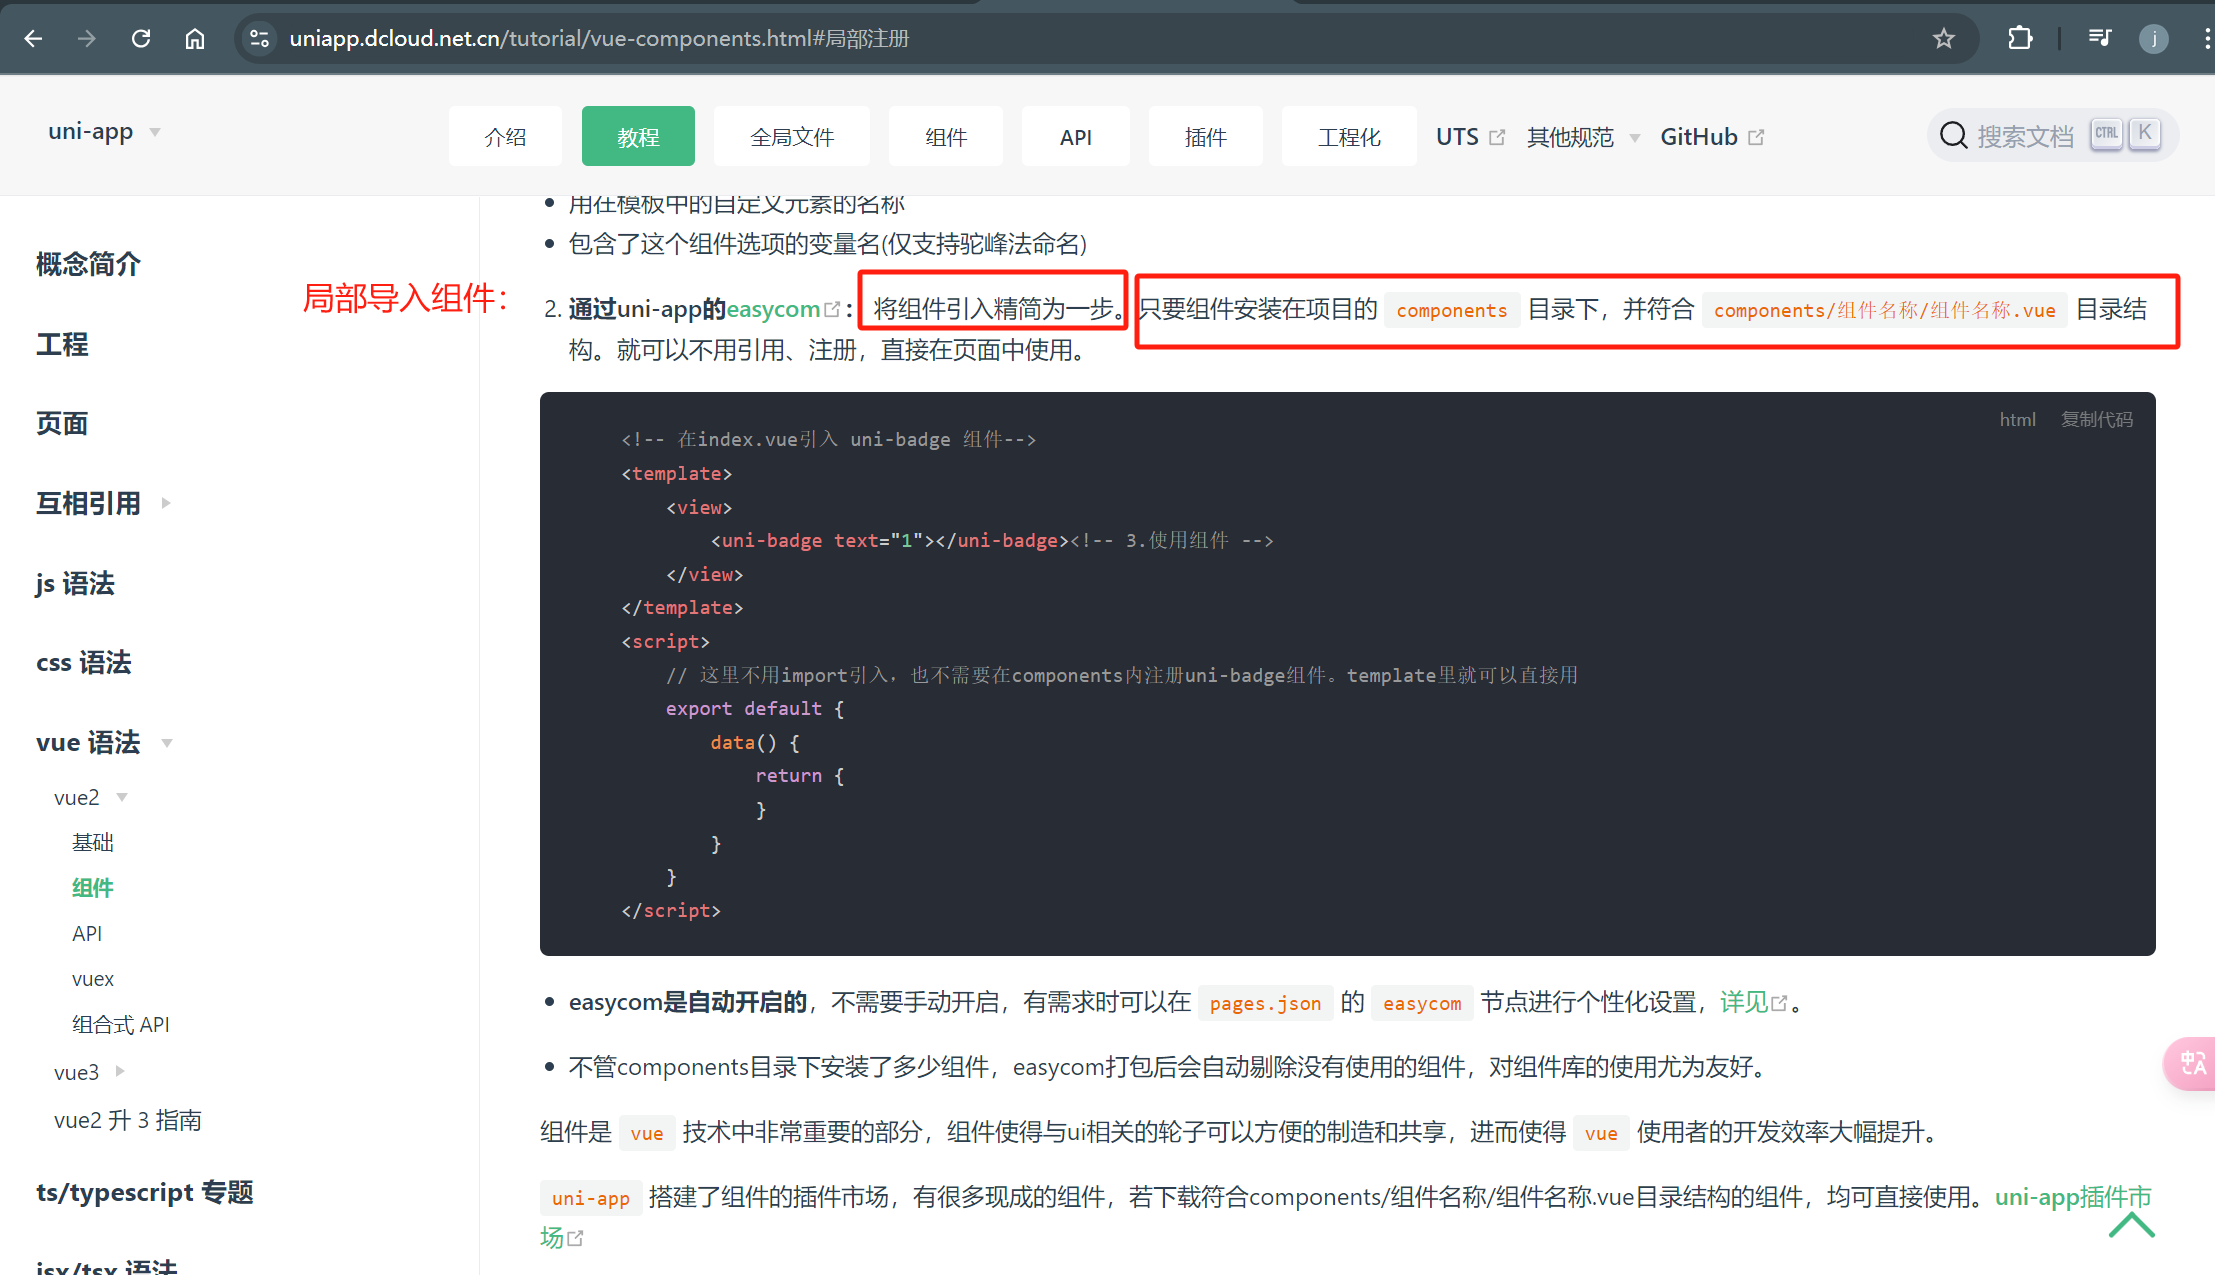 uniapp.dcloud.net.cn/tutorial/vue-components.html#局部注册
j
uni-app
介绍
教程
全局文件
组件
API
插件
工程化
UTS
其他规范
GitHub
搜索文档
CTRL
K
概念简介
工程
页面
互相引用
js 语法
css 语法
vue 语法
vue2
基础
组件
API
vuex
组合式 API
vue3
vue2 升 3 指南
ts/typescript 专题
jsx/tsx 语法
用在模板中的自定义元素的名称
包含了这个组件选项的变量名(仅支持驼峰法命名)
局部导入组件：
2. 通过uni-app的easycom： 将组件引入精简为一步。只要组件安装在项目的 components 目录下，并符合 components/组件名称/组件名称.vue 目录结
构。就可以不用引用、注册，直接在页面中使用。
html 复制代码
<!-- 在index.vue引入 uni-badge 组件-->
<template>
<view>
<uni-badge text="1"></uni-badge><!-- 3.使用组件 -->
</view>
</template>
<script>
// 这里不用import引入，也不需要在components内注册uni-badge组件。template里就可以直接用
export default {
data() {
return {
}
}
}
</script>
easycom是自动开启的，不需要手动开启，有需求时可以在 pages.json 的 easycom 节点进行个性化设置，详见。
不管components目录下安装了多少组件，easycom打包后会自动剔除没有使用的组件，对组件库的使用尤为友好。
组件是 vue 技术中非常重要的部分，组件使得与ui相关的轮子可以方便的制造和共享，进而使得 vue 使用者的开发效率大幅提升。
uni-app 搭建了组件的插件市场，有很多现成的组件，若下载符合components/组件名称/组件名称.vue目录结构的组件，均可直接使用。uni-app插件市
场
中A